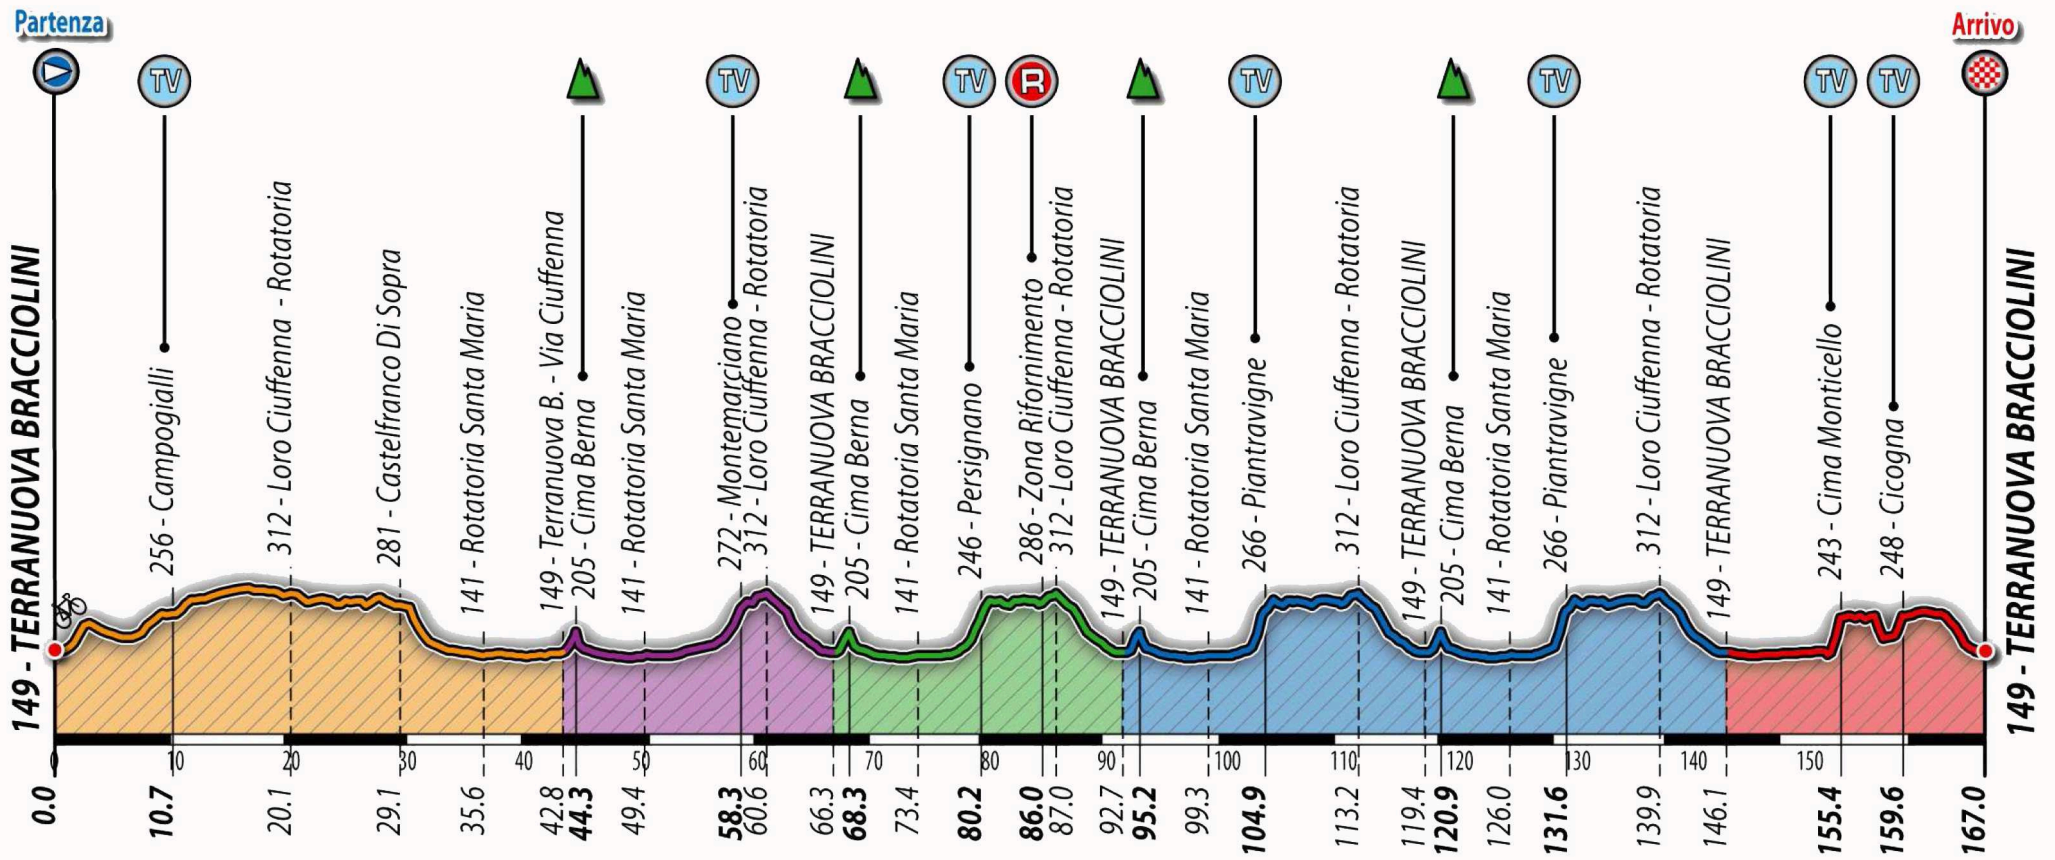 Partenza
Arrivo
TV
TV
TV
R
TV
TV
TV
TV
149 - TERRANUOVA BRACCIOLINI
256 - Campogialli
312 - Loro Ciuffenna - Rotatoria
281 - Castelfranco Di Sopra
141 - Rotatoria Santa Maria
149 - Terranuova B. - Via Ciuffenna
205 - Cima Berna
141 - Rotatoria Santa Maria
272 - Montemarciano
312 - Loro Ciuffenna - Rotatoria
149 - TERRANUOVA BRACCIOLINI
205 - Cima Berna
141 - Rotatoria Santa Maria
246 - Persignano
286 - Zona Rifornimento
312 - Loro Ciuffenna - Rotatoria
149 - TERRANUOVA BRACCIOLINI
205 - Cima Berna
141 - Rotatoria Santa Maria
266 - Piantravigne
312 - Loro Ciuffenna - Rotatoria
149 - TERRANUOVA BRACCIOLINI
205 - Cima Berna
141 - Rotatoria Santa Maria
266 - Piantravigne
312 - Loro Ciuffenna - Rotatoria
149 - TERRANUOVA BRACCIOLINI
243 - Cima Monticello
248 - Cicogna
149 - TERRANUOVA BRACCIOLINI
0 10 20 30 40 50 60 70 80 90 100 110 120 130 140 150
0.0
10.7
20.1
29.1
35.6
42.8
44.3
49.4
58.3
60.6
66.3
68.3
73.4
80.2
86.0
87.0
92.7
95.2
99.3
104.9
113.2
119.4
120.9
126.0
131.6
139.9
146.1
155.4
159.6
167.0